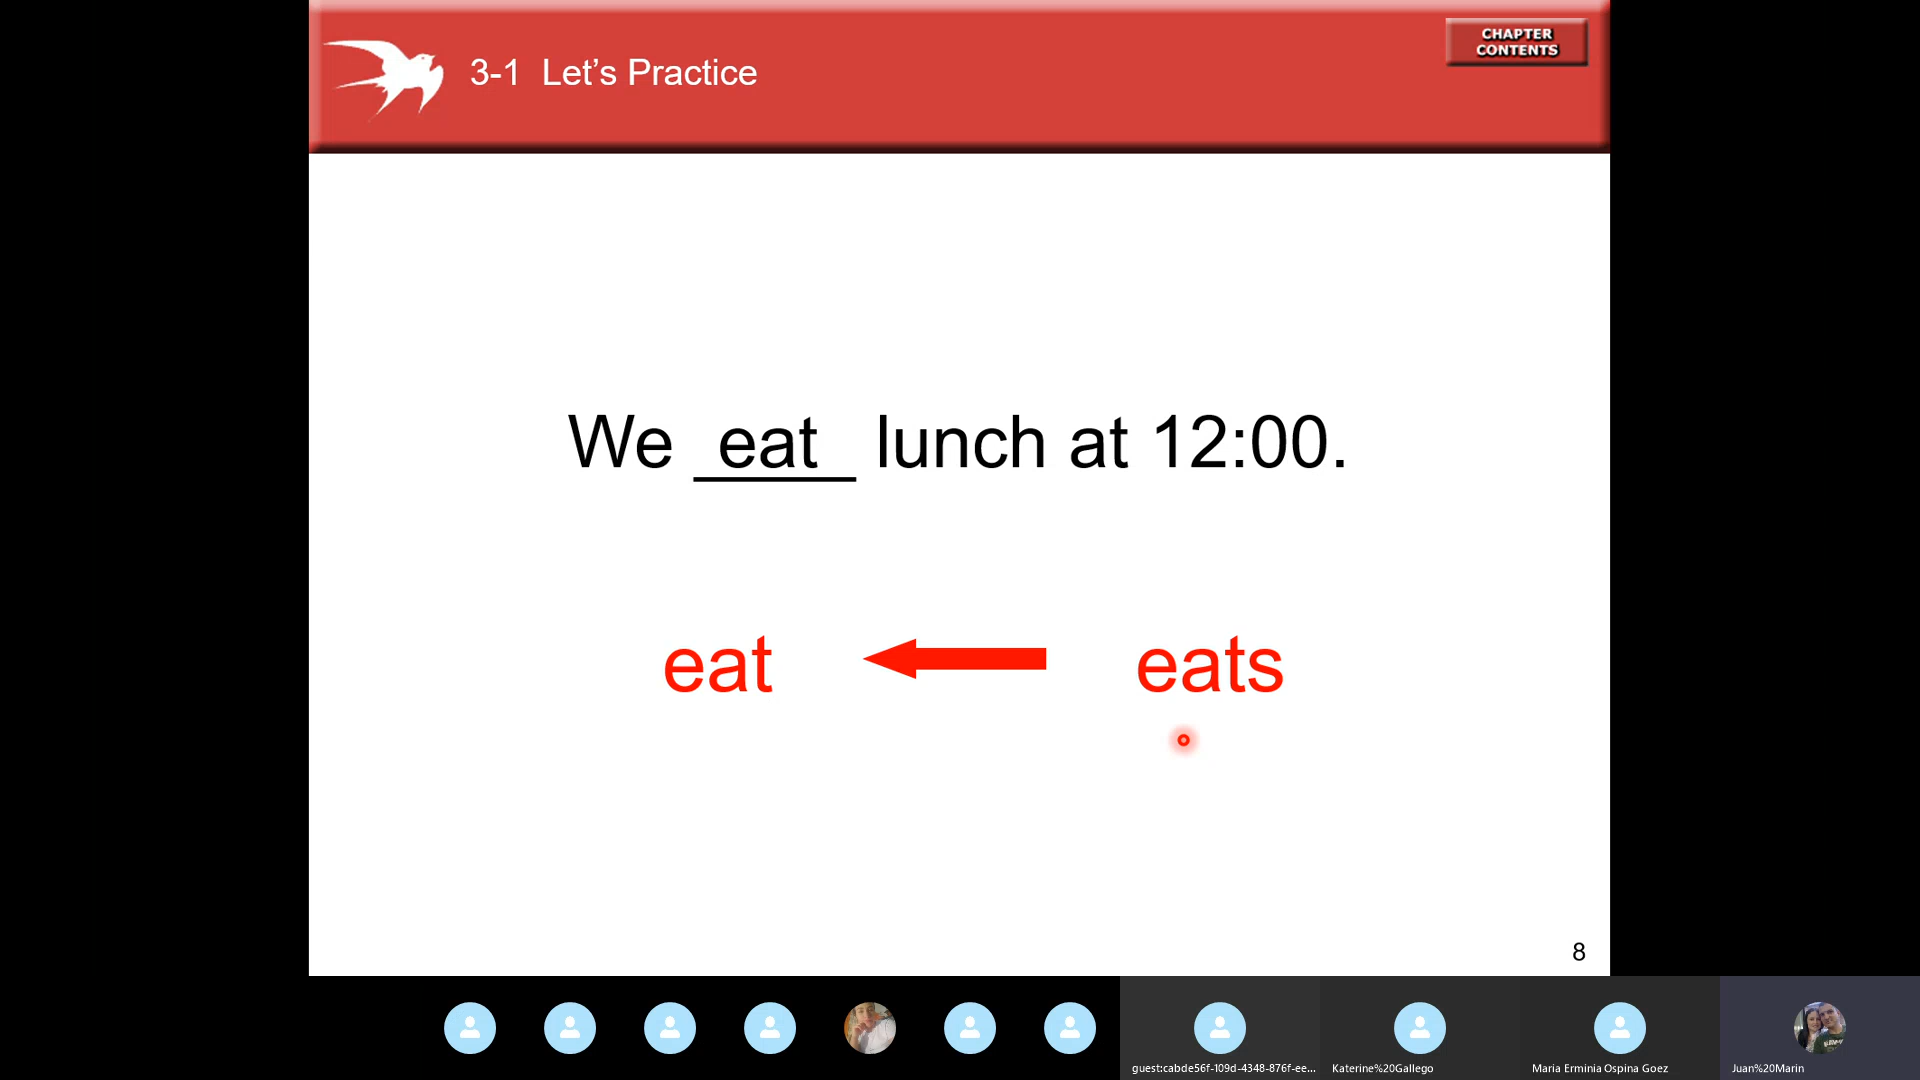 3-1 Let’s Practice
CHAPTER
CONTENTS
We eat lunch at 12:00.
eat
eats
8
guest:cabde56f-109d-4348-876f-ee...
Katerine%20Gallego
Maria Erminia Ospina Goez
Juan%20Marin